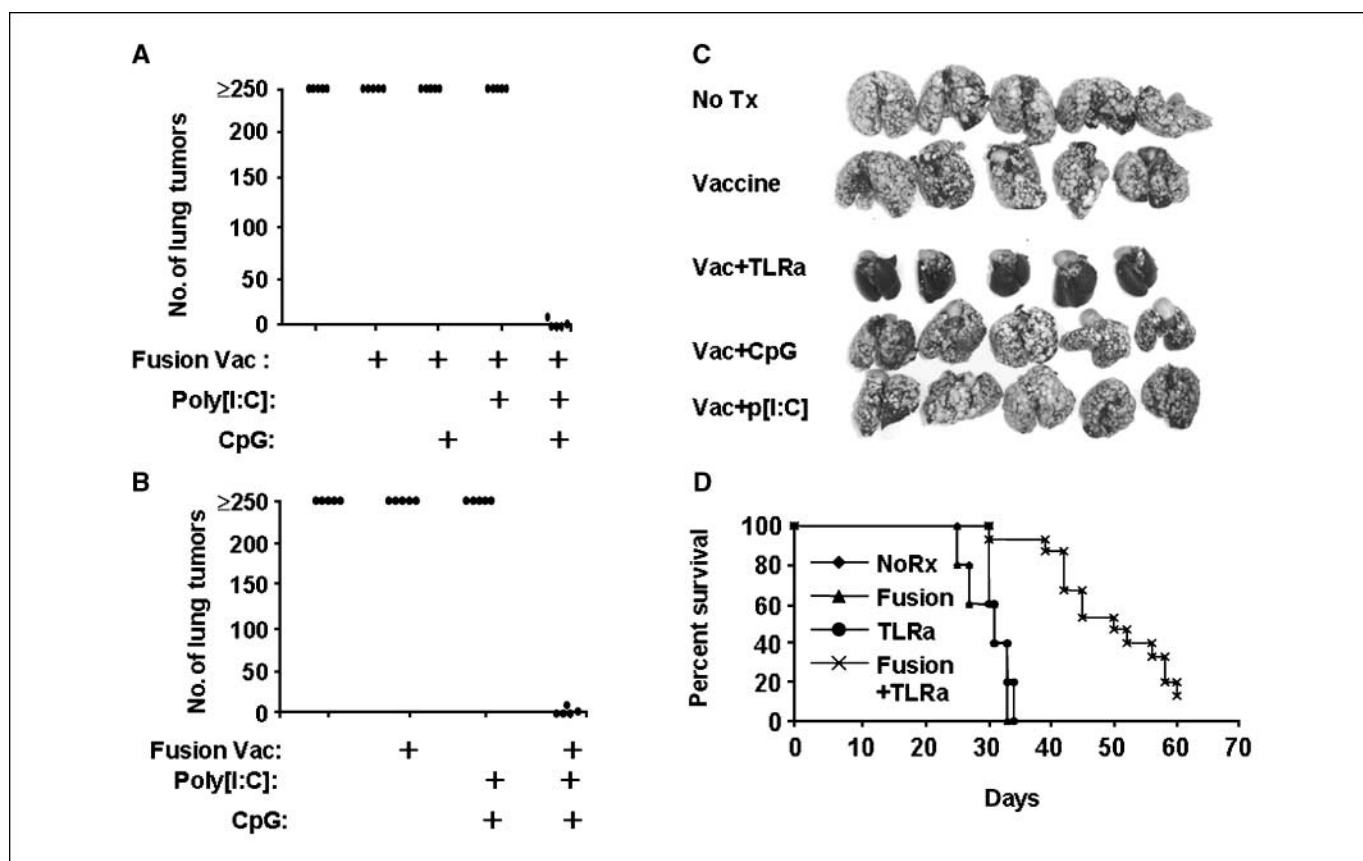 A
No. of lung tumors
≥250
200
150
100
50
0
Fusion Vac : + + + +
Poly[I:C]: + +
CpG: + +
B
No. of lung tumors
≥250
200
150
100
50
0
Fusion Vac: + +
Poly[I:C]: + +
CpG: + +
C
No Tx
Vaccine
Vac+TLRa
Vac+CpG
Vac+p[I:C]
D
Percent survival
100
80
60
40
20
0
NoRx
Fusion
TLRa
Fusion
+TLRa
0 10 20 30 40 50 60 70
Days